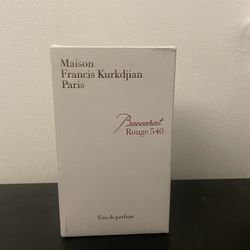 Maison
Francis Kurkdjian
Paris
Baccarat
Rouge 540
Eau de parfum